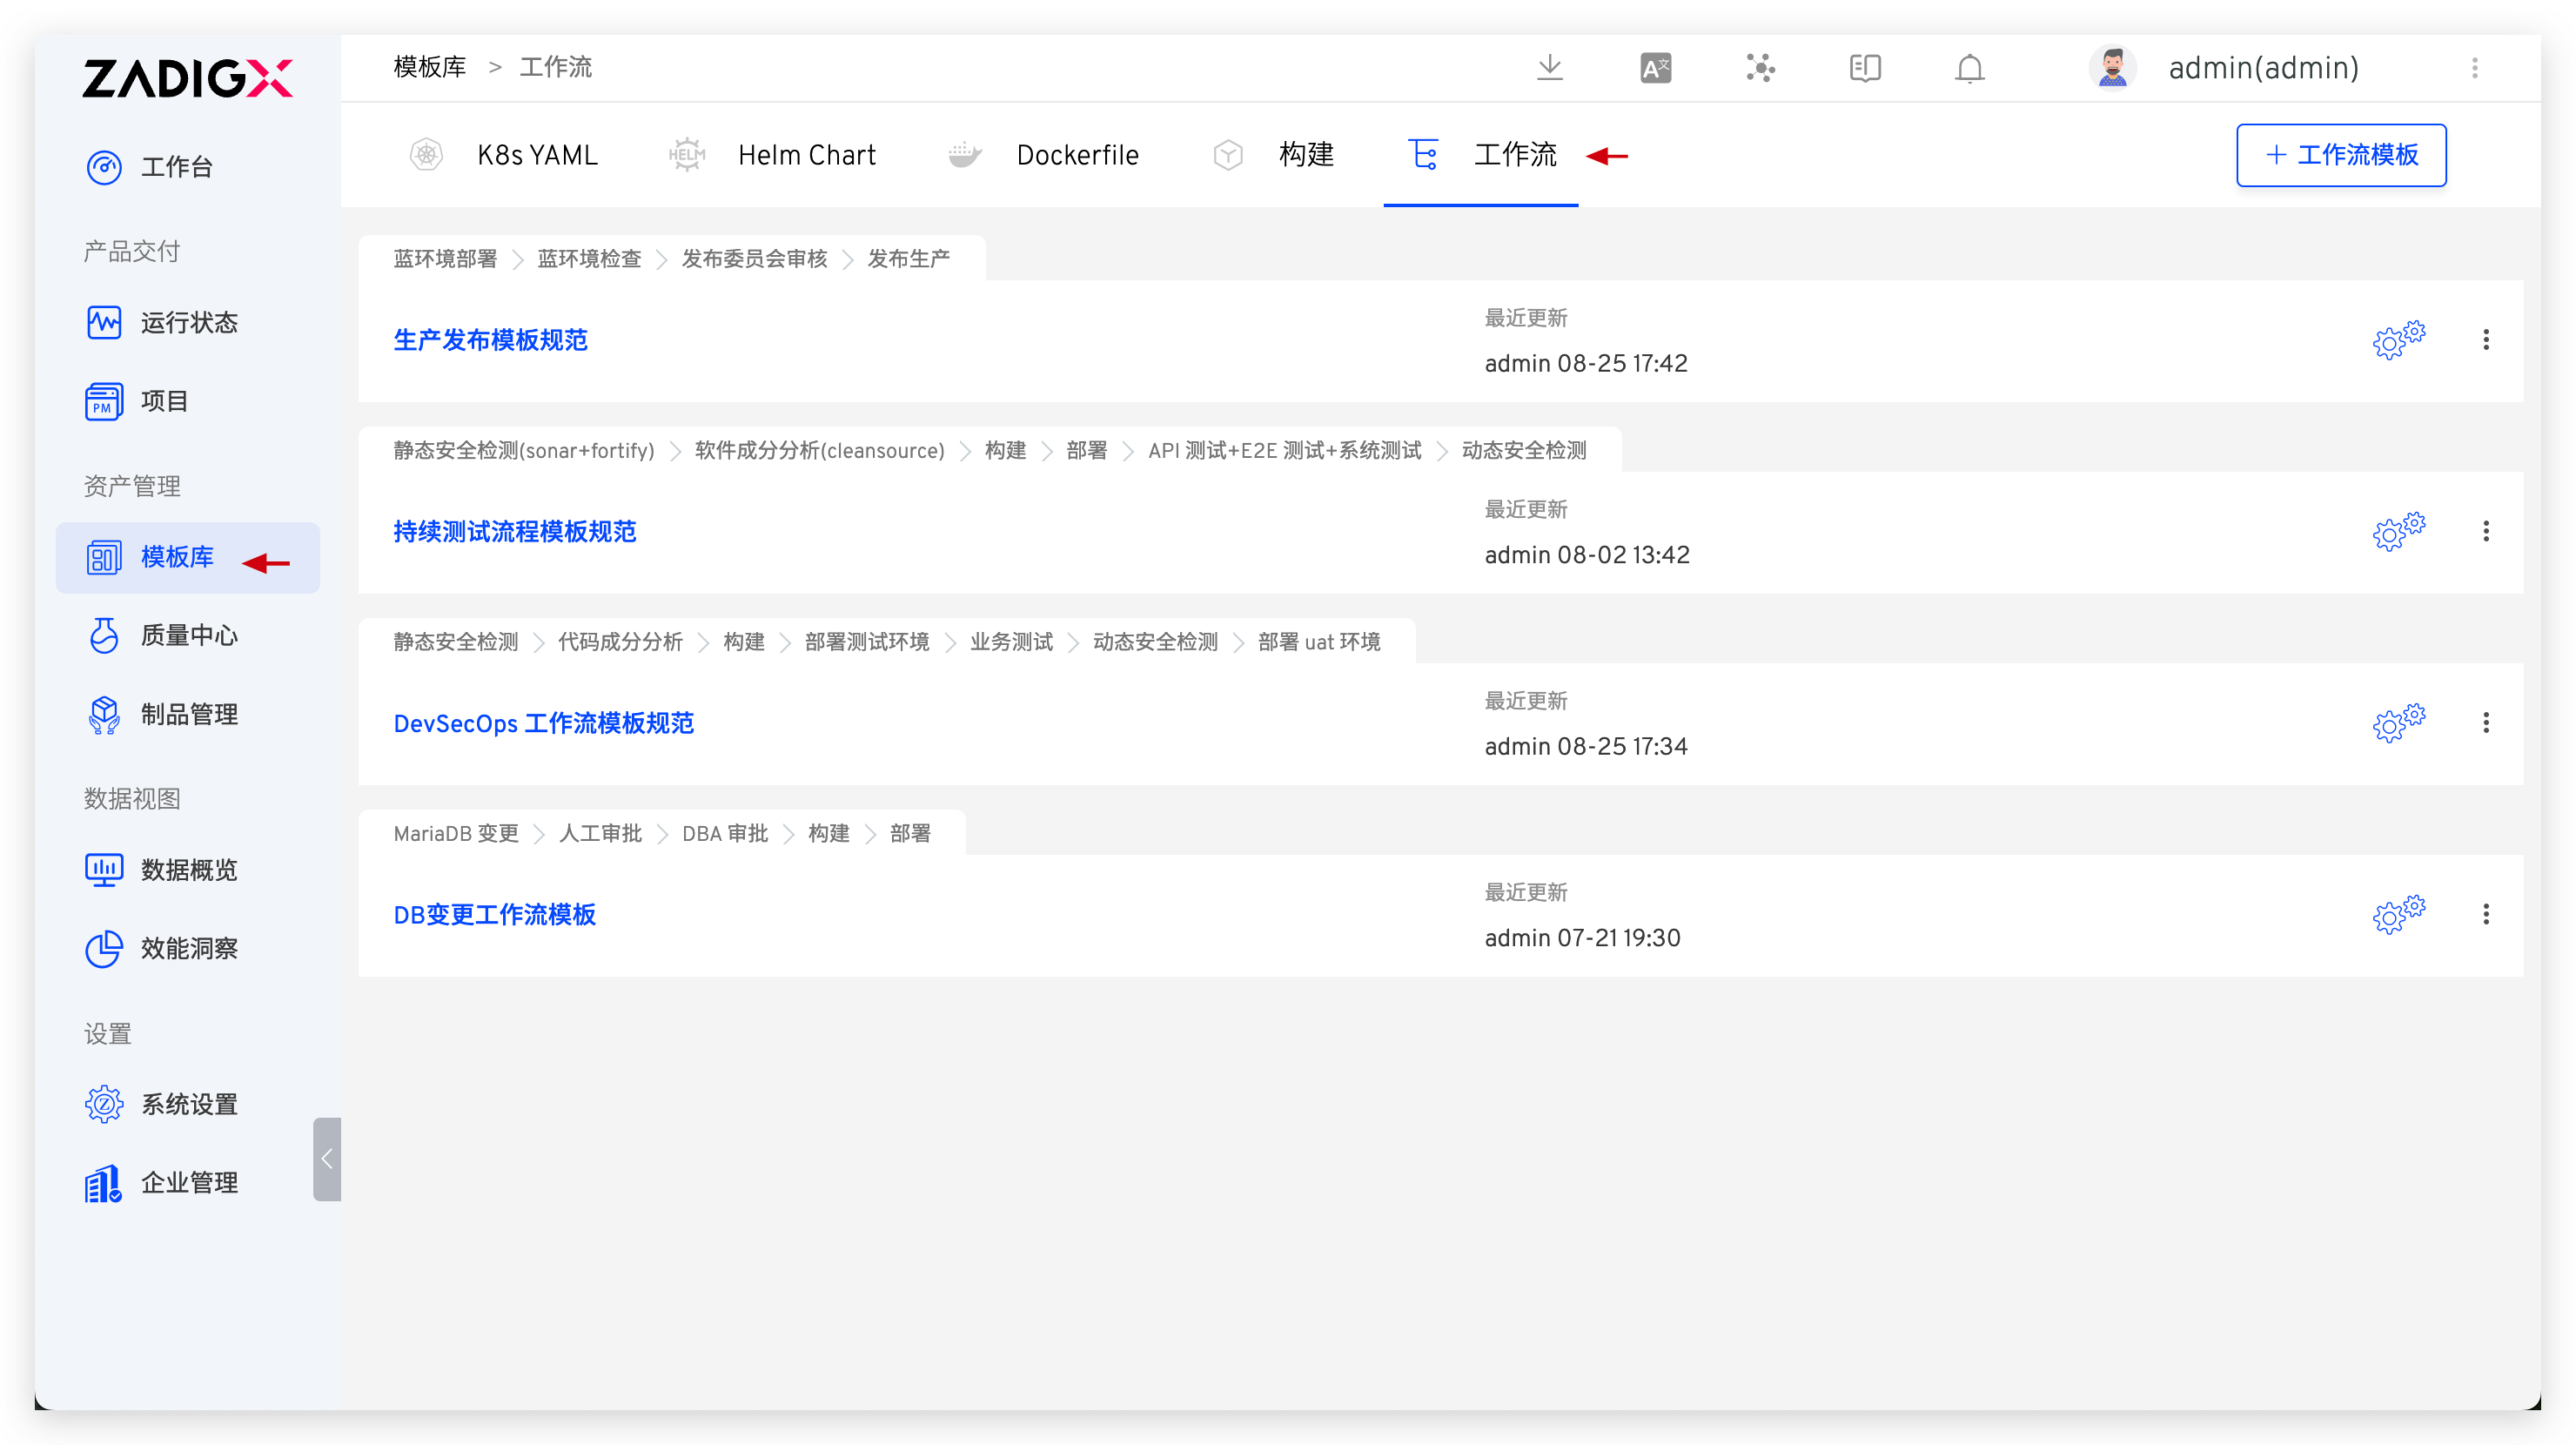 ZADIGX
工作台
产品交付
运行状态
PM
项目
资产管理
模板库
质量中心
制品管理
数据视图
数据概览
效能洞察
设置
Z
系统设置
企业管理
模板库 > 工作流
A文
admin(admin)
K8s YAML
HELM
Helm Chart
Dockerfile
构建
工作流
+ 工作流模板
蓝环境部署 > 蓝环境检查 > 发布委员会审核 > 发布生产
生产发布模板规范
最近更新
admin 08-25 17:42
静态安全检测(sonar+fortify) > 软件成分分析(cleansource) > 构建 > 部署 > API 测试+E2E 测试+系统测试 > 动态安全检测
持续测试流程模板规范
最近更新
admin 08-02 13:42
静态安全检测 > 代码成分分析 > 构建 > 部署测试环境 > 业务测试 > 动态安全检测 > 部署 uat 环境
DevSecOps 工作流模板规范
最近更新
admin 08-25 17:34
MariaDB 变更 > 人工审批 > DBA 审批 > 构建 > 部署
DB变更工作流模板
最近更新
admin 07-21 19:30